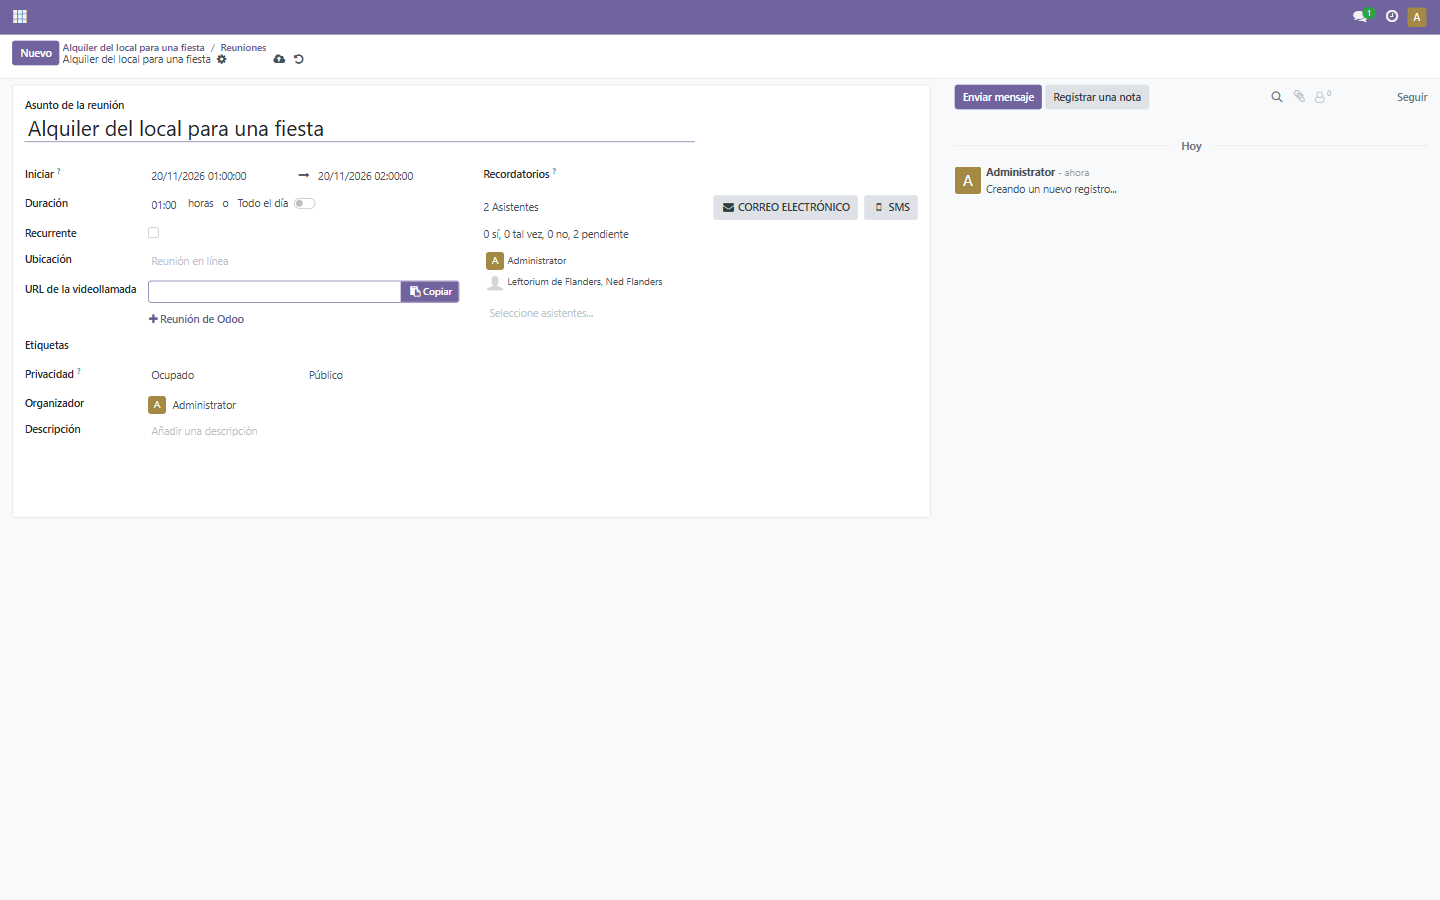 1
A
Nuevo
Alquiler del local para una fiesta / Reuniones
Alquiler del local para una fiesta
Asunto de la reunión
Alquiler del local para una fiesta
Iniciar ?
20/11/2026 01:00:00
20/11/2026 02:00:00
Duración
01:00 horas o Todo el día
Recurrente
Ubicación
Reunión en línea
URL de la videollamada
Copiar
Reunión de Odoo
Etiquetas
Privacidad ?
Ocupado
Público
Organizador
A Administrator
Descripción
Añadir una descripción
Recordatorios ?
2 Asistentes
CORREO ELECTRÓNICO
SMS
0 sí, 0 tal vez, 0 no, 2 pendiente
A Administrator
Leftorium de Flanders, Ned Flanders
Seleccione asistentes...
Enviar mensaje
Registrar una nota
0
Seguir
Hoy
A
Administrator - ahora
Creando un nuevo registro...